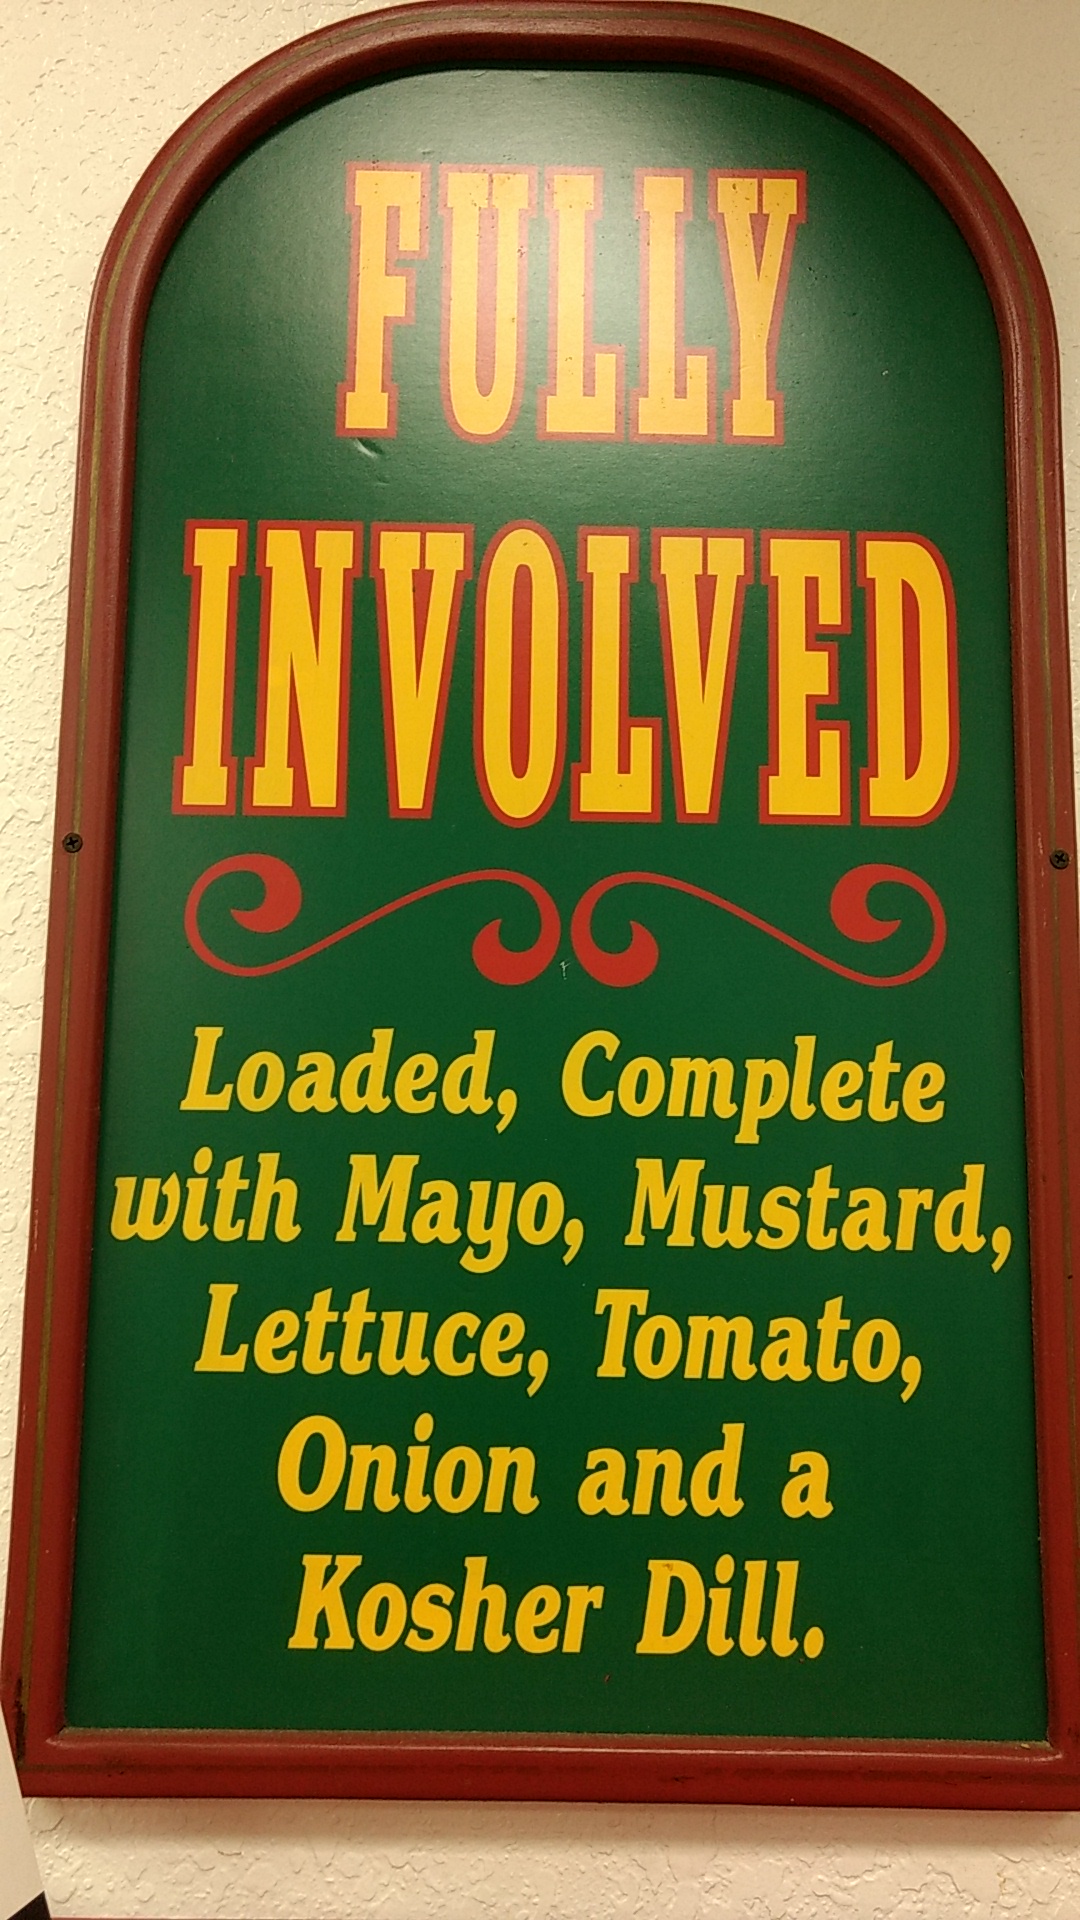 FULLY
INVOLVED
Loaded, Complete
with Mayo, Mustard,
Lettuce, Tomato,
Onion and a
Kosher Dill.